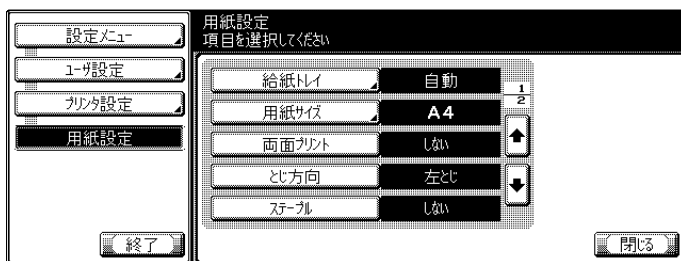 設定メニュー
ユーザ設定
プリンタ設定
用紙設定
終了
用紙設定
項目を選択してください
給紙トレイ 自動
用紙サイズ A4
両面プリント しない
とじ方向 左とじ
ステープル しない
1
2
閉じる